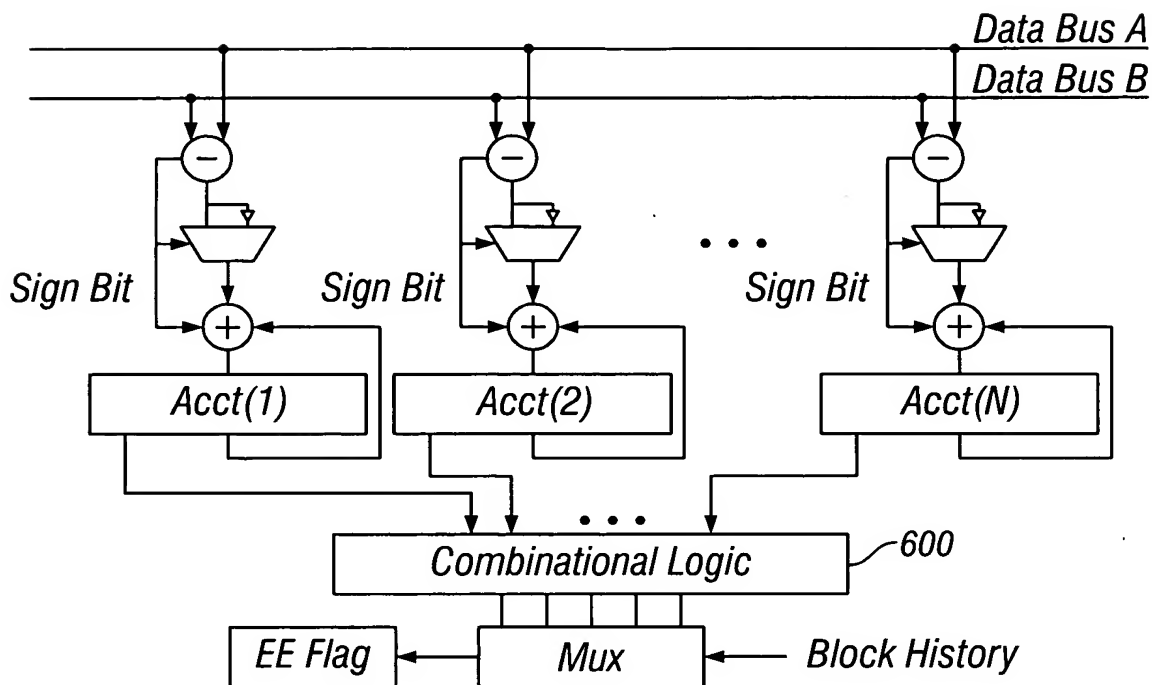 Data Bus A
Data Bus B
− − −
Sign Bit Sign Bit Sign Bit
+ + +
Acct(1) Acct(2) Acct(N)
Combinational Logic 600
EE Flag Mux Block History